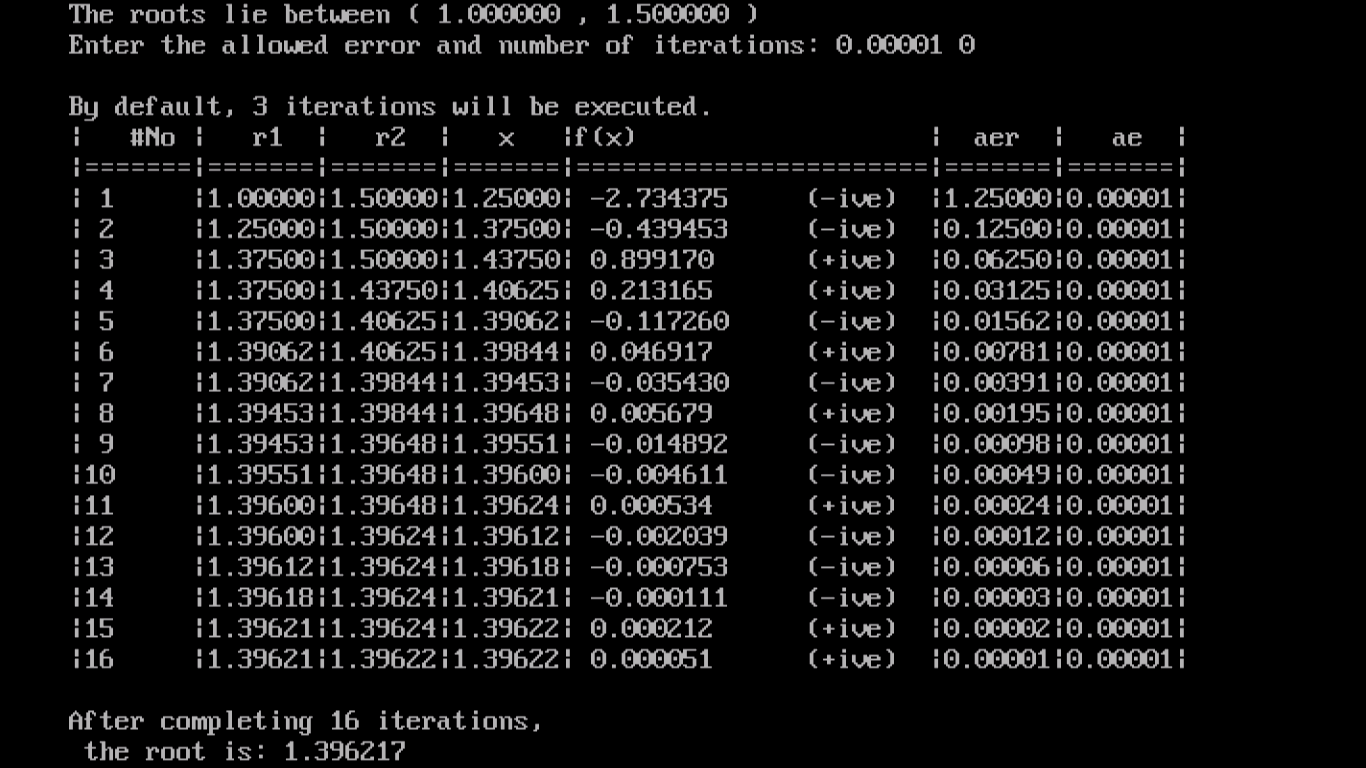 The roots lie between ( 1.000000 , 1.500000 )
Enter the allowed error and number of iterations: 0.00001 0
By default, 3 iterations will be executed.
¦ #No ¦ r1 ¦ r2 ¦ x ¦f(x) ¦ aer ¦ ae ¦
¦=======¦=======¦=======¦=======¦=======================¦=======¦=======¦
¦ 1 ¦1.00000¦1.50000¦1.25000¦ -2.734375 (-ive) ¦1.25000¦0.00001¦
¦ 2 ¦1.25000¦1.50000¦1.37500¦ -0.439453 (-ive) ¦0.12500¦0.00001¦
¦ 3 ¦1.37500¦1.50000¦1.43750¦ 0.899170 (+ive) ¦0.06250¦0.00001¦
¦ 4 ¦1.37500¦1.43750¦1.40625¦ 0.213165 (+ive) ¦0.03125¦0.00001¦
¦ 5 ¦1.37500¦1.40625¦1.39062¦ -0.117260 (-ive) ¦0.01562¦0.00001¦
¦ 6 ¦1.39062¦1.40625¦1.39844¦ 0.046917 (+ive) ¦0.00781¦0.00001¦
¦ 7 ¦1.39062¦1.39844¦1.39453¦ -0.035430 (-ive) ¦0.00391¦0.00001¦
¦ 8 ¦1.39453¦1.39844¦1.39648¦ 0.005679 (+ive) ¦0.00195¦0.00001¦
¦ 9 ¦1.39453¦1.39648¦1.39551¦ -0.014892 (-ive) ¦0.00098¦0.00001¦
¦10 ¦1.39551¦1.39648¦1.39600¦ -0.004611 (-ive) ¦0.00049¦0.00001¦
¦11 ¦1.39600¦1.39648¦1.39624¦ 0.000534 (+ive) ¦0.00024¦0.00001¦
¦12 ¦1.39600¦1.39624¦1.39612¦ -0.002039 (-ive) ¦0.00012¦0.00001¦
¦13 ¦1.39612¦1.39624¦1.39618¦ -0.000753 (-ive) ¦0.00006¦0.00001¦
¦14 ¦1.39618¦1.39624¦1.39621¦ -0.000111 (-ive) ¦0.00003¦0.00001¦
¦15 ¦1.39621¦1.39624¦1.39622¦ 0.000212 (+ive) ¦0.00002¦0.00001¦
¦16 ¦1.39621¦1.39622¦1.39622¦ 0.000051 (+ive) ¦0.00001¦0.00001¦
After completing 16 iterations,
the root is: 1.396217